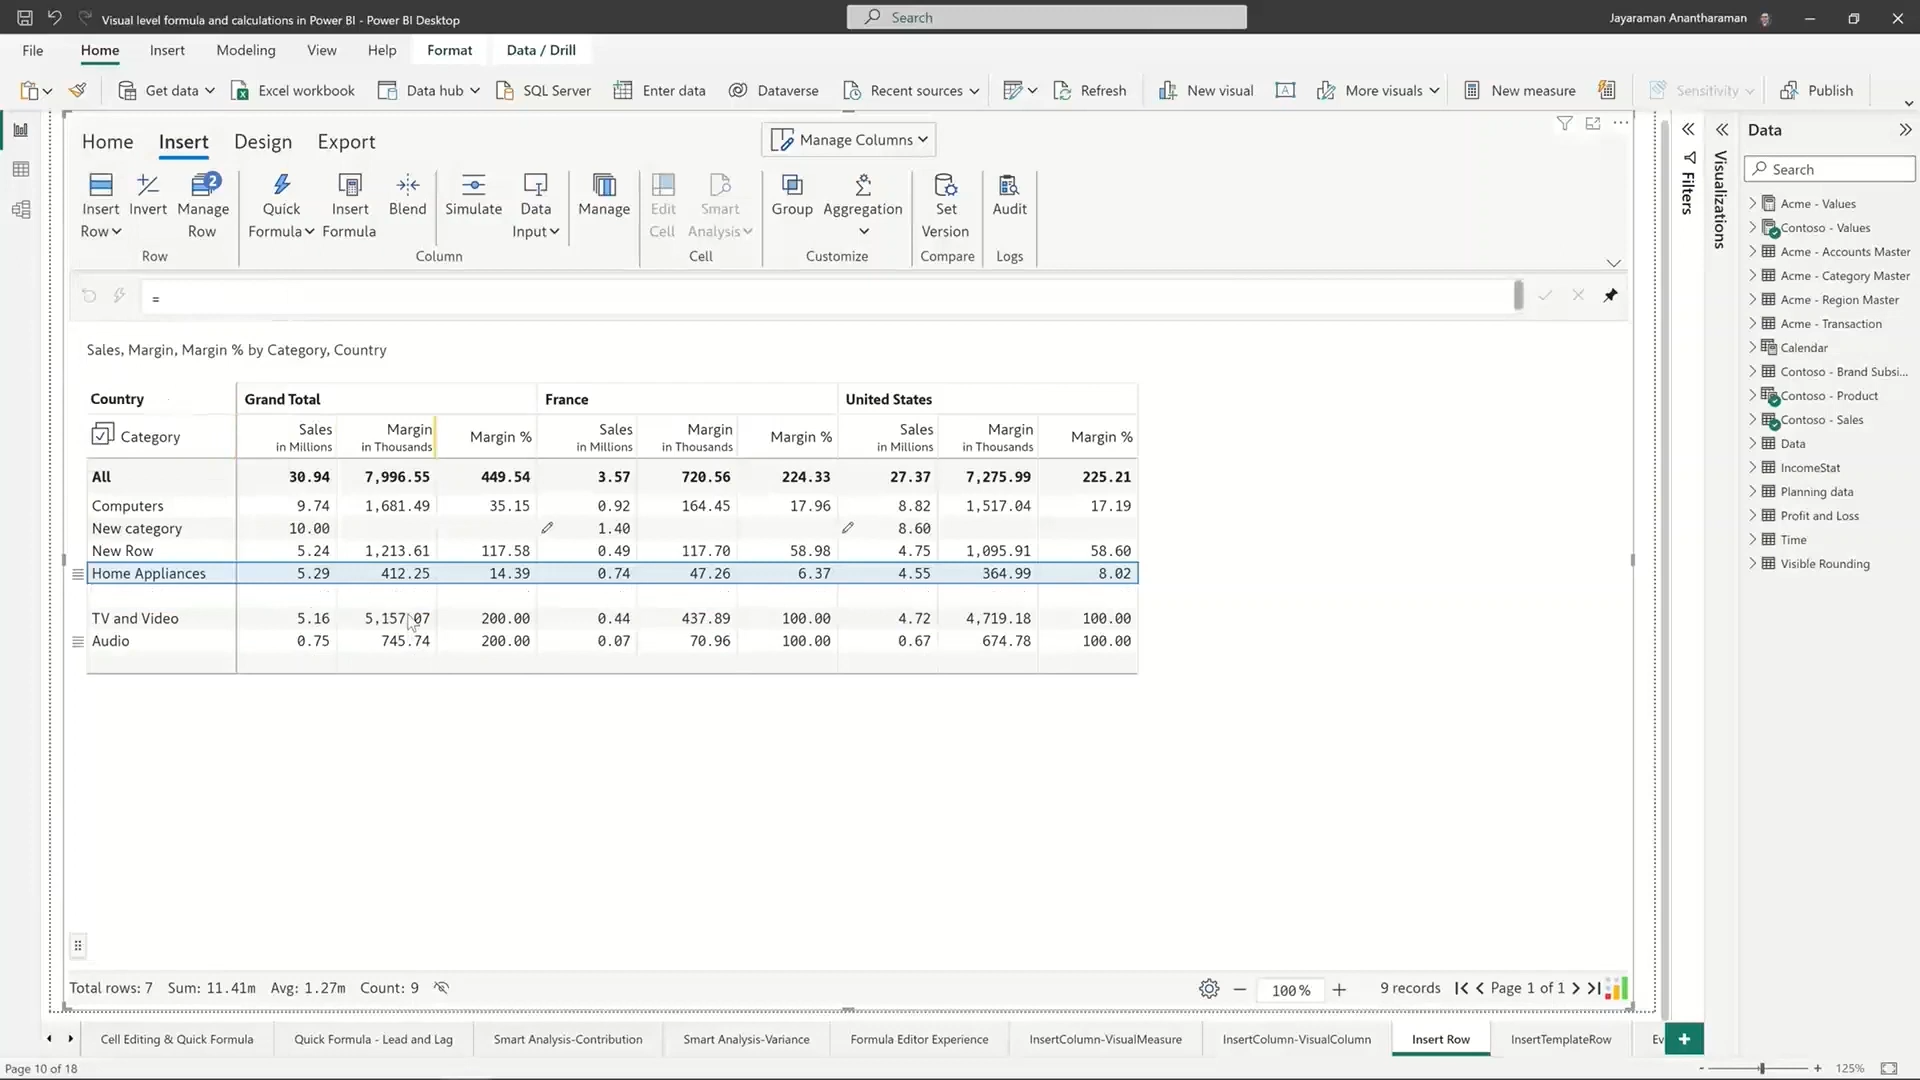 Visual level formula and calculations in Power BI - Power BI Desktop
Search
Jayaraman Anantharaman
File Home Insert Modeling View Help Format Data / Drill
Get data Excel workbook Data hub SQL Server Enter data Dataverse Recent sources Refresh New visual More visuals New measure Sensitivity Publish
Home Insert Design Export
Manage Columns
Insert Row
Invert
Manage Row
2
Row
Quick Formula
Insert Formula
Blend
Simulate
Data Input
Column
Manage
Edit Cell
Smart Analysis
Cell
Group
Aggregation
Customize
Set Version
Compare
Audit
Logs
=
Sales, Margin, Margin % by Category, Country
Country Grand Total France United States
Category Sales in Millions Margin in Thousands Margin % Sales in Millions Margin in Thousands Margin % Sales in Millions Margin in Thousands Margin %
All 30.94 7,996.55 449.54 3.57 720.56 224.33 27.37 7,275.99 225.21
Computers 9.74 1,681.49 35.15 0.92 164.45 17.96 8.82 1,517.04 17.19
New category 10.00 1.40 8.60
New Row 5.24 1,213.61 117.58 0.49 117.70 58.98 4.75 1,095.91 58.60
Home Appliances 5.29 412.25 14.39 0.74 47.26 6.37 4.55 364.99 8.02
TV and Video 5.16 5,157.07 200.00 0.44 437.89 100.00 4.72 4,719.18 100.00
Audio 0.75 745.74 200.00 0.07 70.96 100.00 0.67 674.78 100.00
Total rows: 7 Sum: 11.41m Avg: 1.27m Count: 9
100 %
9 records Page 1 of 1
Filters
Visualizations
Data
Search
Acme - Values
Contoso - Values
Acme - Accounts Master
Acme - Category Master
Acme - Region Master
Acme - Transaction
Calendar
Contoso - Brand Subsi...
Contoso - Product
Contoso - Sales
Data
IncomeStat
Planning data
Profit and Loss
Time
Visible Rounding
Cell Editing & Quick Formula Quick Formula - Lead and Lag Smart Analysis-Contribution Smart Analysis-Variance Formula Editor Experience InsertColumn-VisualMeasure InsertColumn-VisualColumn Insert Row InsertTemplateRow Ev
Page 10 of 18
125%